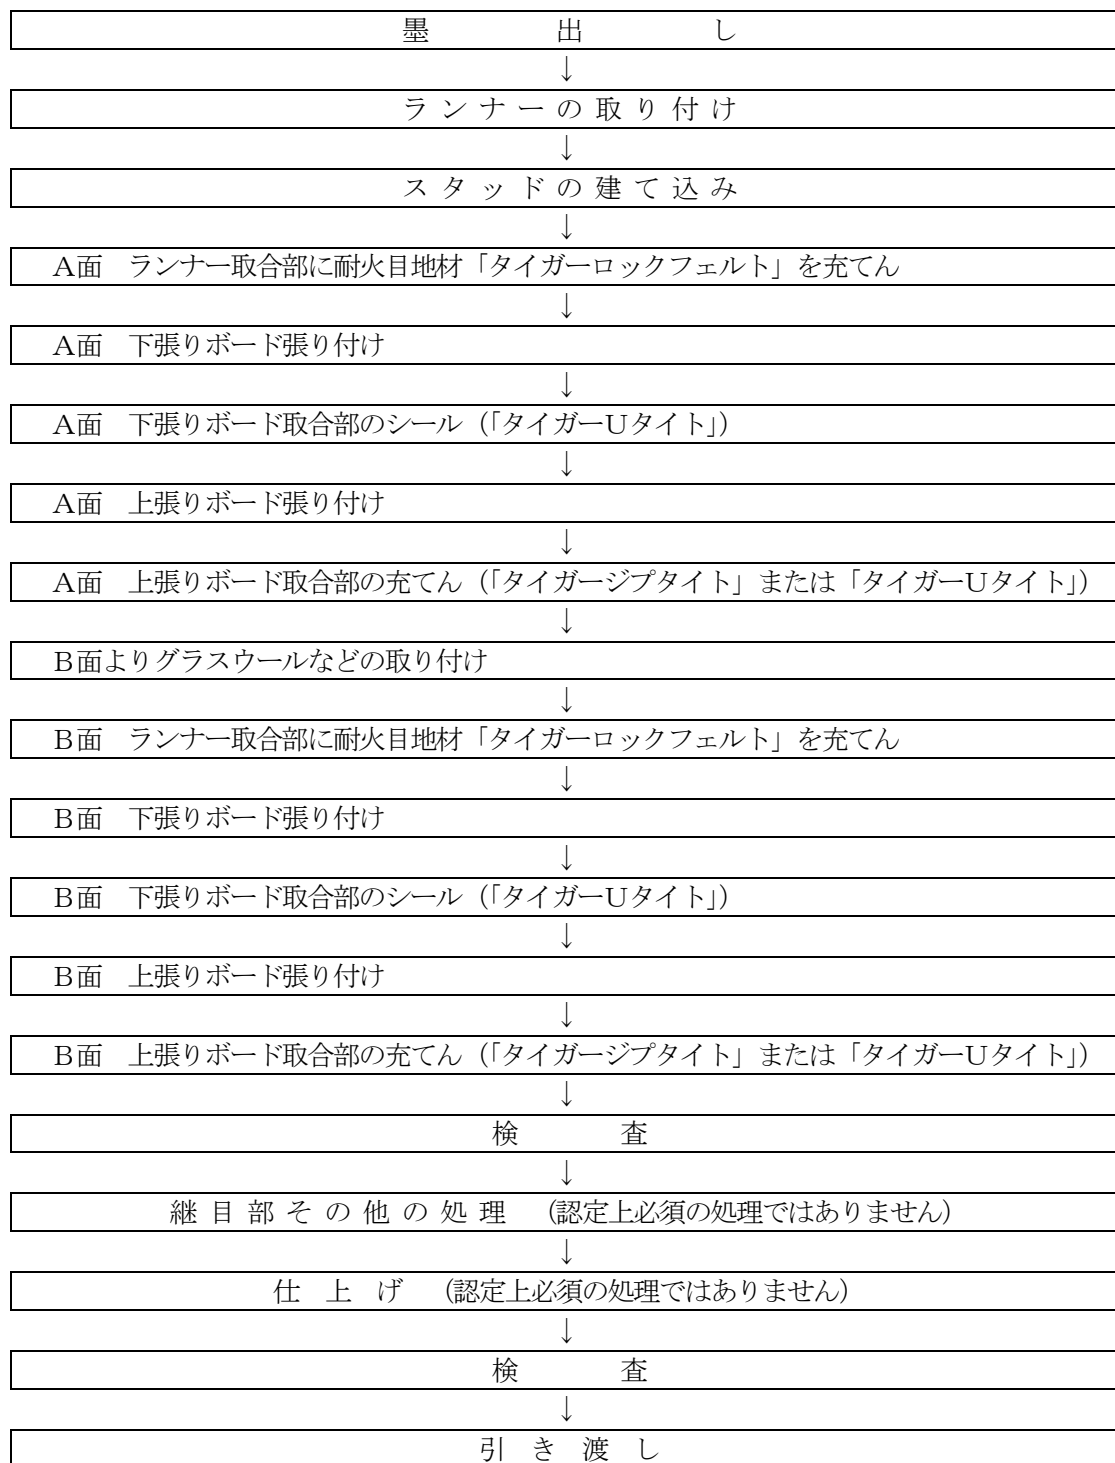 墨出し
↓
ランナーの取り付け
↓
スタッドの建て込み
↓
A面 ランナー取合部に耐火目地材「タイガーロックフェルト」を充てん
↓
A面 下張りボード張り付け
↓
A面 下張りボード取合部のシール（「タイガーUタイト」）
↓
A面 上張りボード張り付け
↓
A面 上張りボード取合部の充てん（「タイガージプタイト」または「タイガーUタイト」）
↓
B面よりグラスウールなどの取り付け
↓
B面 ランナー取合部に耐火目地材「タイガーロックフェルト」を充てん
↓
B面 下張りボード張り付け
↓
B面 下張りボード取合部のシール（「タイガーUタイト」）
↓
B面 上張りボード張り付け
↓
B面 上張りボード取合部の充てん（「タイガージプタイト」または「タイガーUタイト」）
↓
検査
↓
継目部その他の処理 （認定上必須の処理ではありません）
↓
仕上げ （認定上必須の処理ではありません）
↓
検査
↓
引き渡し